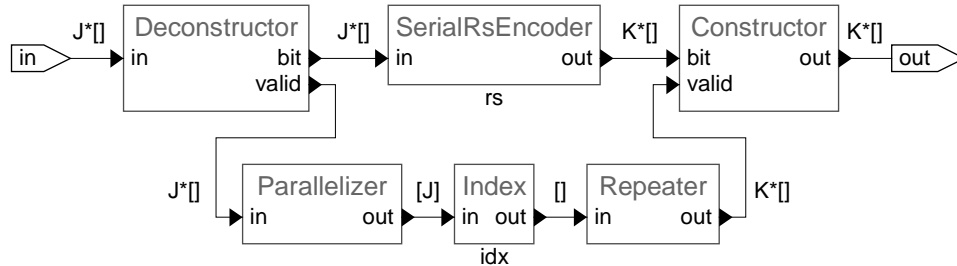 Deconstructor SerialRsEncoder Constructor
J*[] J*[] K*[] K*[]
in in bit in out bit out out
valid valid
rs
Parallelizer Index Repeater
J*[] [J] [] K*[]
in out in out in out
idx